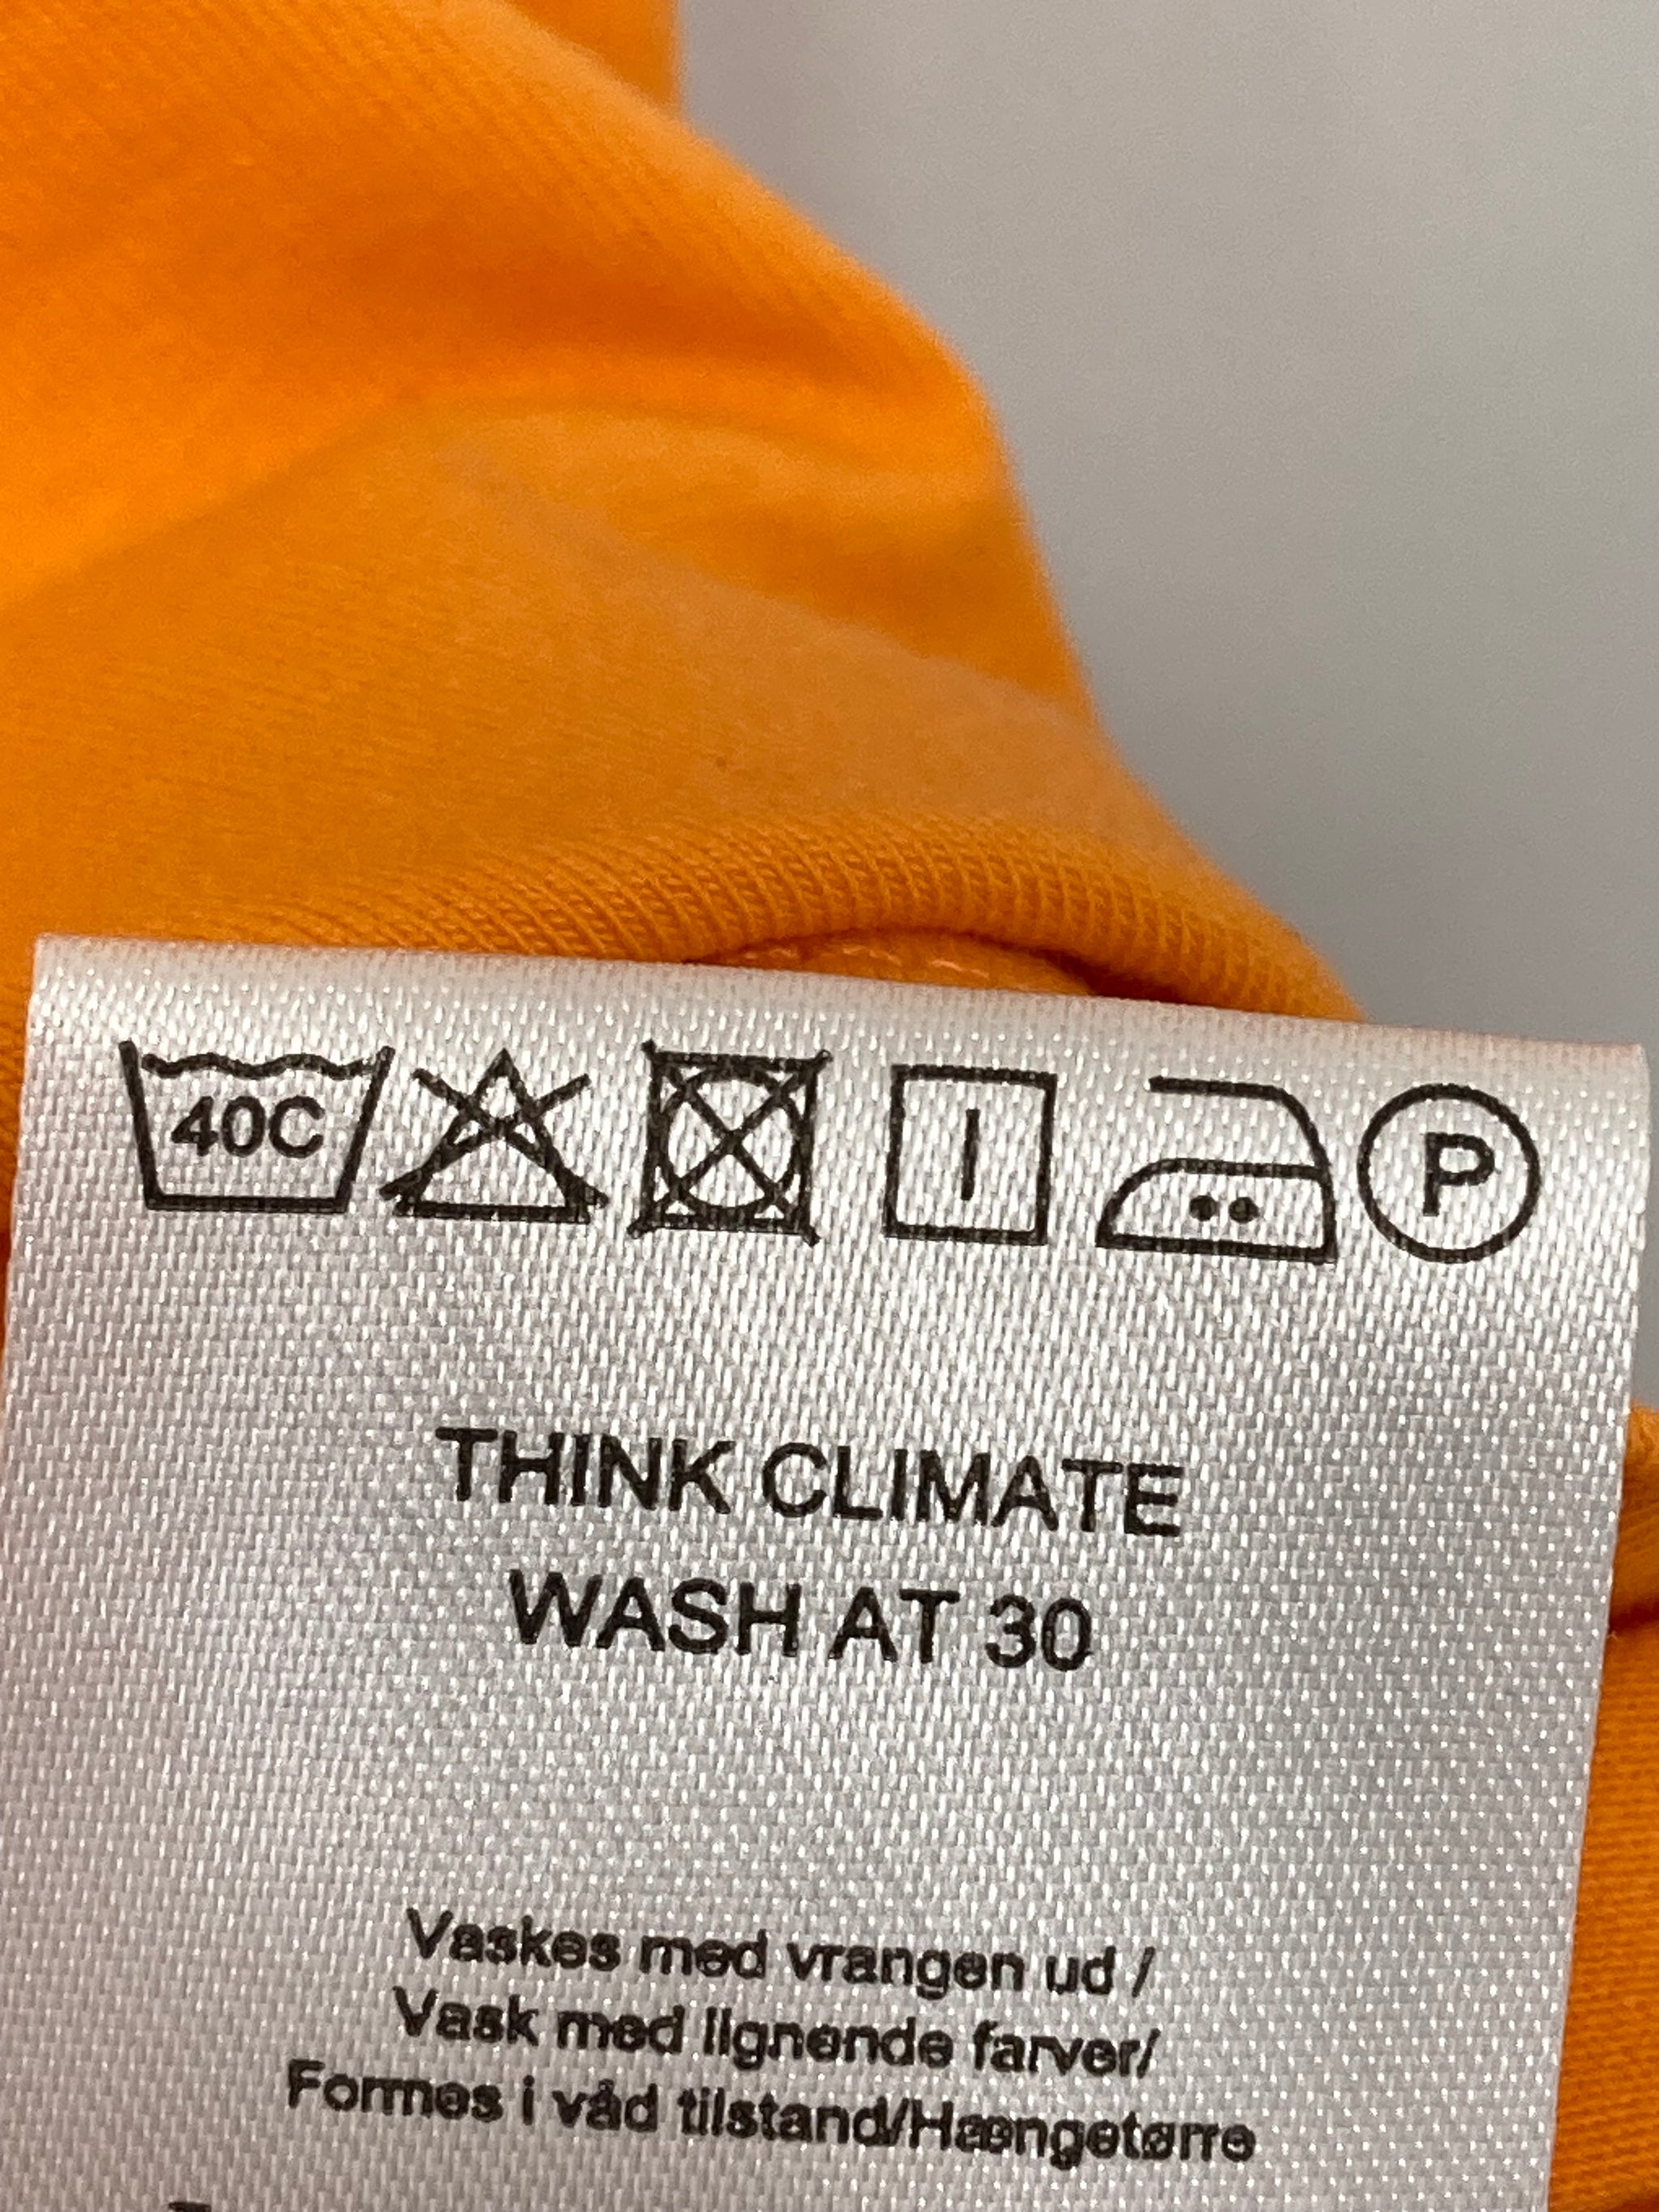 40C P
THINK CLIMATE
WASH AT 30
Vaskes med vrangen ud /
Vask med lignende farver/
Formes i våd tilstand/Hængetørre